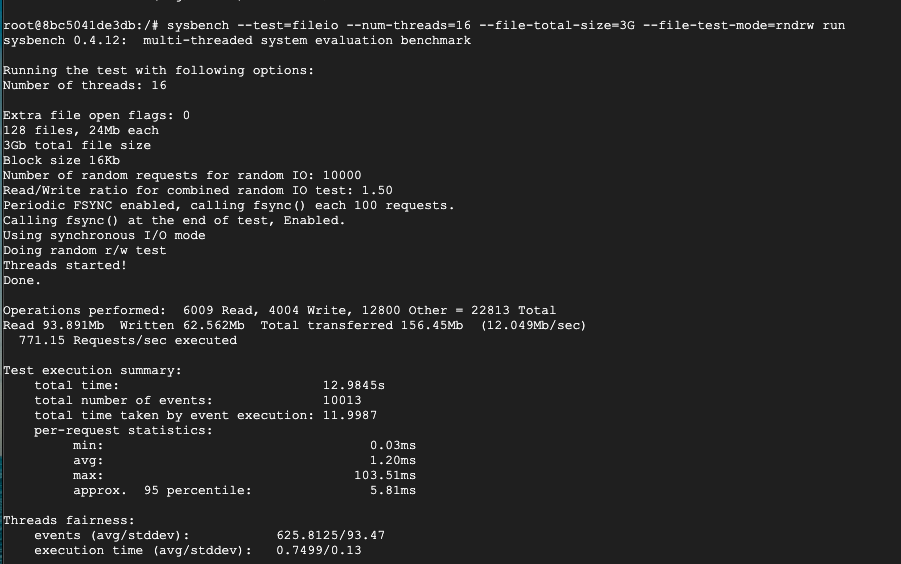 root@8bc5041de3db:/# sysbench --test=fileio --num-threads=16 --file-total-size=3G --file-test-mode=rndrw run
sysbench 0.4.12:  multi-threaded system evaluation benchmark

Running the test with following options:
Number of threads: 16

Extra file open flags: 0
128 files, 24Mb each
3Gb total file size
Block size 16Kb
Number of random requests for random IO: 10000
Read/Write ratio for combined random IO test: 1.50
Periodic FSYNC enabled, calling fsync() each 100 requests.
Calling fsync() at the end of test, Enabled.
Using synchronous I/O mode
Doing random r/w test
Threads started!
Done.

Operations performed:  6009 Read, 4004 Write, 12800 Other = 22813 Total
Read 93.891Mb  Written 62.562Mb  Total transferred 156.45Mb  (12.049Mb/sec)
  771.15 Requests/sec executed

Test execution summary:
    total time:                          12.9845s
    total number of events:              10013
    total time taken by event execution: 11.9987
    per-request statistics:
         min:                                  0.03ms
         avg:                                  1.20ms
         max:                                103.51ms
         approx.  95 percentile:               5.81ms

Threads fairness:
    events (avg/stddev):           625.8125/93.47
    execution time (avg/stddev):   0.7499/0.13